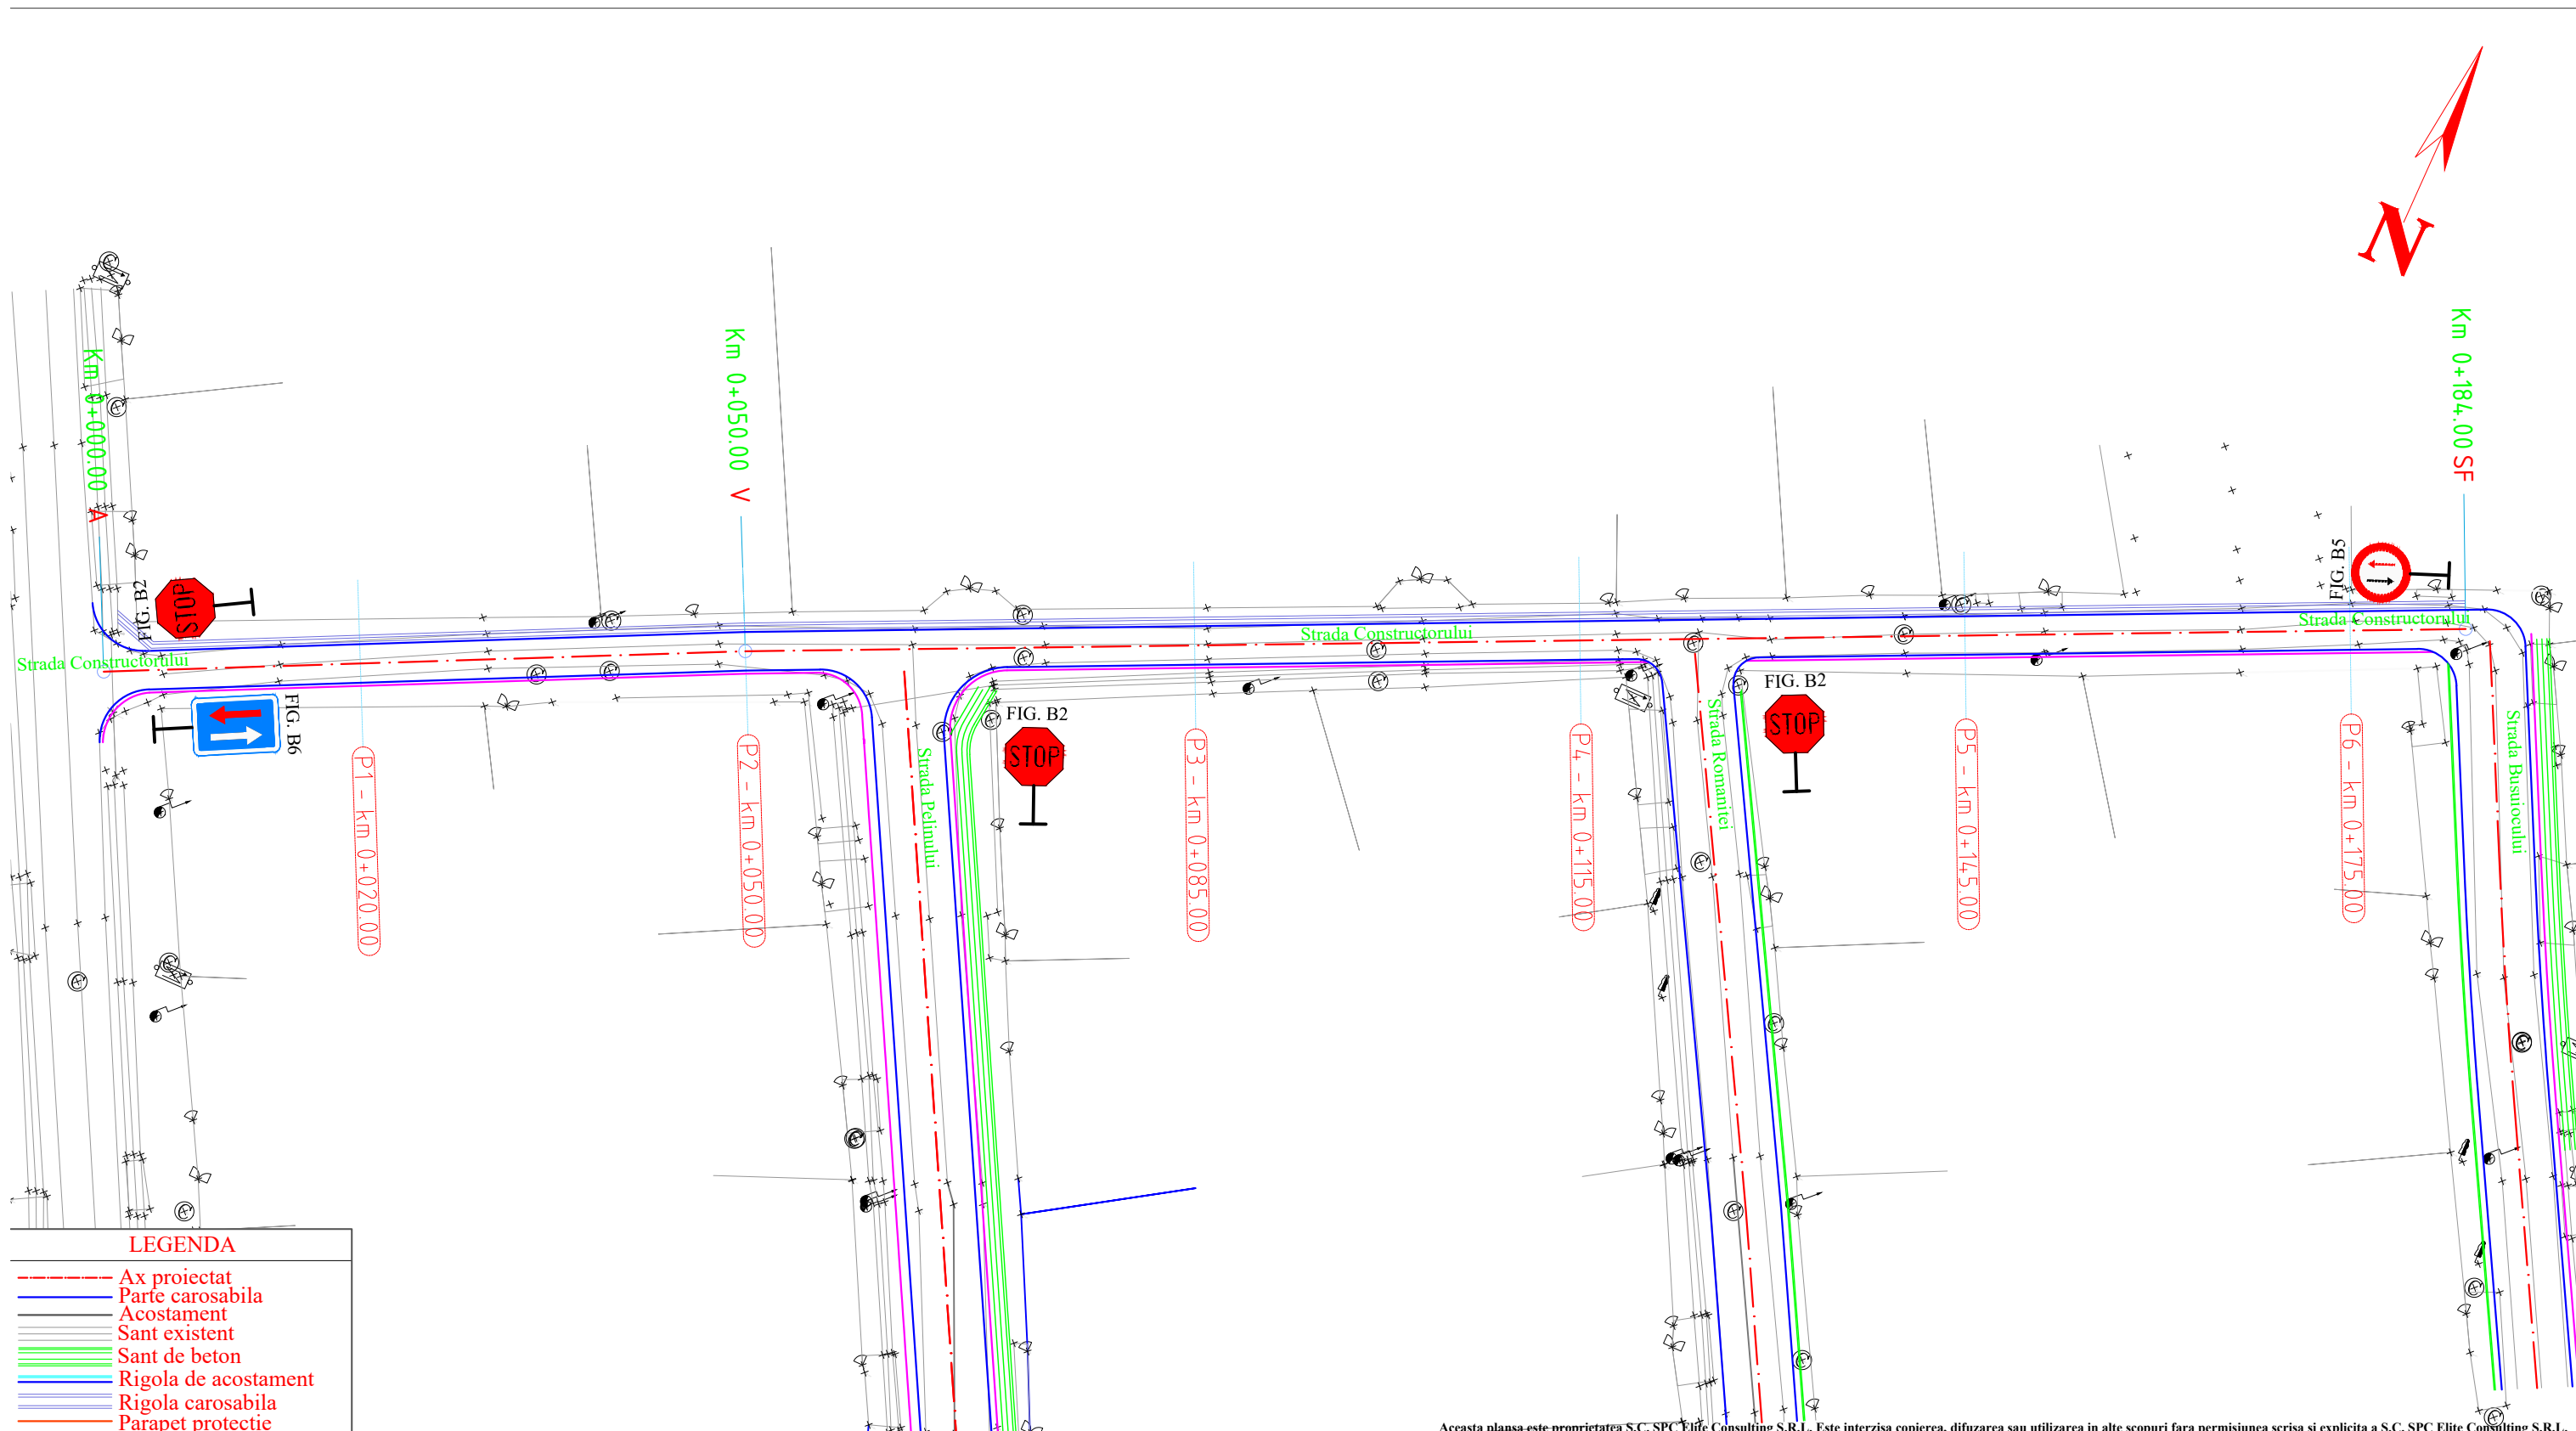 N
Km 0+000.00 A
Km 0+050.00 V
Km 0+184.00 SF
FIG. B2
STOP
FIG. B5
Strada Constructorului
Strada Constructorului
Strada Constructorului
FIG. B6
FIG. B2
STOP
FIG. B2
STOP
P1 - km 0+020.00
P2 - km 0+050.00
Strada Pelinului
P3 - km 0+085.00
P4 - km 0+115.00
Strada Romanitei
P5 - km 0+145.00
P6 - km 0+175.00
Strada Busuiocului
LEGENDA
Ax proiectat
Parte carosabila
Acostament
Sant existent
Sant de beton
Rigola de acostament
Rigola carosabila
Parapet protectie
Aceasta plansa este proprietatea S.C. SPC Elite Consulting S.R.L. Este interzisa copierea, difuzarea sau utilizarea in alte scopuri fara permisiunea scrisa si explicita a S.C. SPC Elite Consulting S.R.L.